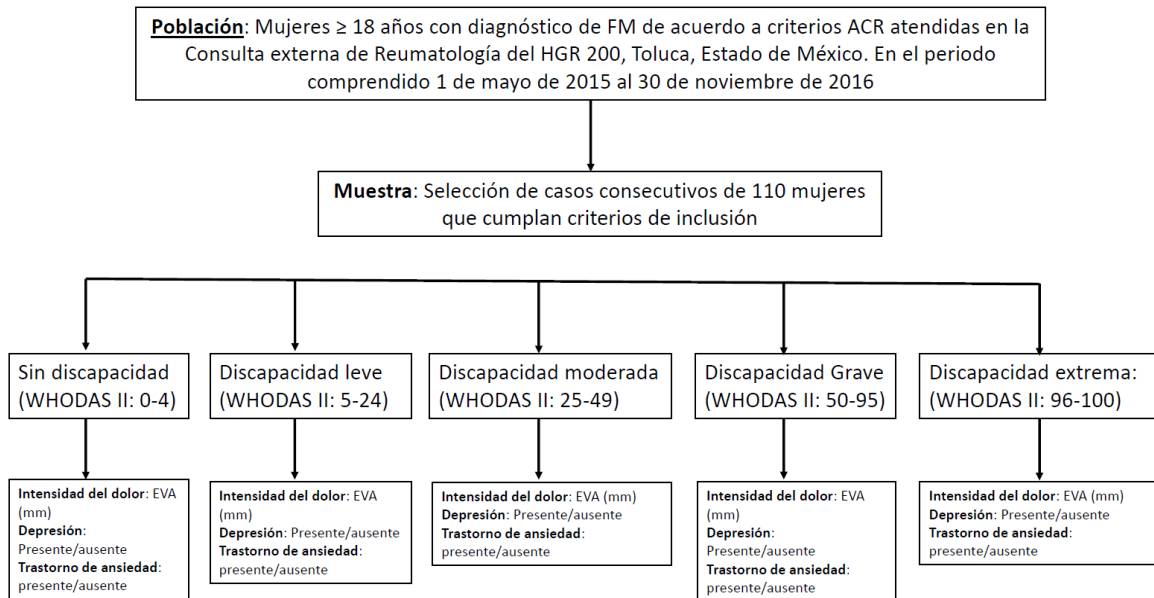 Población: Mujeres ≥ 18 años con diagnóstico de FM de acuerdo a criterios ACR atendidas en la
Consulta externa de Reumatología del HGR 200, Toluca, Estado de México. En el periodo
comprendido 1 de mayo de 2015 al 30 de noviembre de 2016
Muestra: Selección de casos consecutivos de 110 mujeres
que cumplan criterios de inclusión
Sin discapacidad
(WHODAS II: 0-4)
Discapacidad leve
(WHODAS II: 5-24)
Discapacidad moderada
(WHODAS II: 25-49)
Discapacidad Grave
(WHODAS II: 50-95)
Discapacidad extrema:
(WHODAS II: 96-100)
Intensidad del dolor: EVA
(mm)
Depresión:
Presente/ausente
Trastorno de ansiedad:
presente/ausente
Intensidad del dolor: EVA
(mm)
Depresión: Presente/ausente
Trastorno de ansiedad:
presente/ausente
Intensidad del dolor: EVA (mm)
Depresión: Presente/ausente
Trastorno de ansiedad:
presente/ausente
Intensidad del dolor: EVA
(mm)
Depresión:
Presente/ausente
Trastorno de ansiedad:
presente/ausente
Intensidad del dolor: EVA (mm)
Depresión: Presente/ausente
Trastorno de ansiedad:
presente/ausente